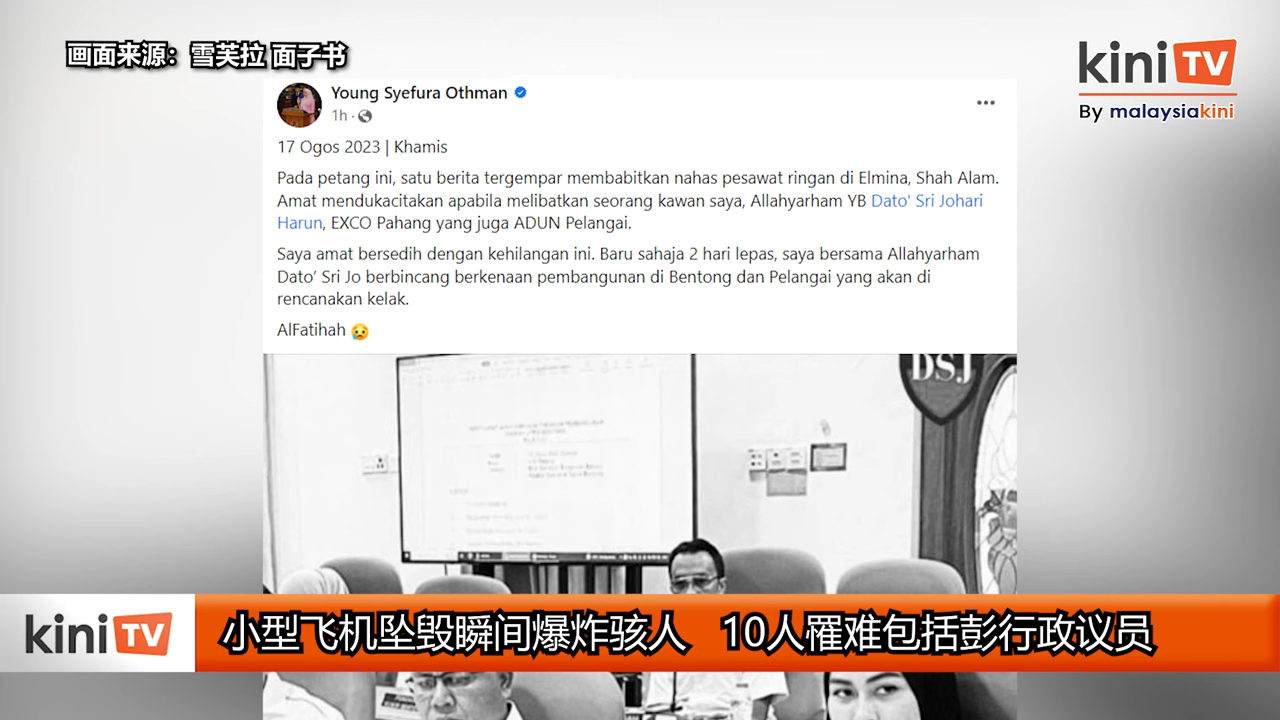 画面来源：雪芙拉 面子书
kini TV
By malaysiakini
Young Syefura Othman
1h ·
17 Ogos 2023 | Khamis
Pada petang ini, satu berita tergempar membabitkan nahas pesawat ringan di Elmina, Shah Alam.
Amat mendukacitakan apabila melibatkan seorang kawan saya, Allahyarham YB Dato’ Sri Johari
Harun, EXCO Pahang yang juga ADUN Pelangai.
Saya amat bersedih dengan kehilangan ini. Baru sahaja 2 hari lepas, saya bersama Allahyarham
Dato’ Sri Jo berbincang berkenaan pembangunan di Bentong dan Pelangai yang akan di
rencanakan kelak.
AlFatihah 😥
DSJ
kini TV
小型飞机坠毁瞬间爆炸骇人 10人罹难包括彭行政议员